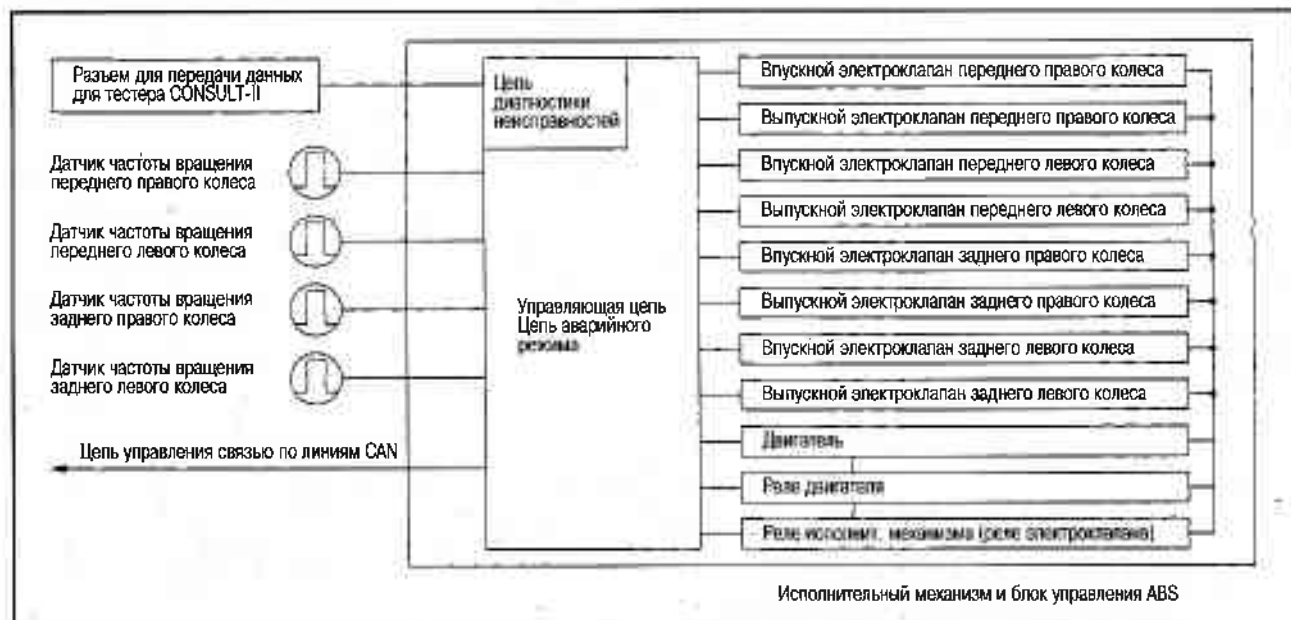 Разъем для передачи данных
для тестера CONSULT-II
Датчик частоты вращения
переднего правого колеса
Датчик частоты вращения
переднего левого колеса
Датчик частоты вращения
заднего правого колеса
Датчик частоты вращения
заднего левого колеса
Цепь управления связью по линиям CAN
Цепь
диагностики
неисправностей
Управляющая цепь
Цепь аварийного
режима
Впускной электроклапан переднего правого колеса
Выпускной электроклапан переднего правого колеса
Впускной электроклапан переднего левого колеса
Выпускной электроклапан переднего левого колеса
Впускной электроклапан заднего правого колеса
Выпускной электроклапан заднего правого колеса
Впускной электроклапан заднего левого колеса
Выпускной электроклапан заднего левого колеса
Двигатель
Реле двигателя
Реле исполнит. механизма (реле электроклапана)
Исполнительный механизм и блок управления ABS